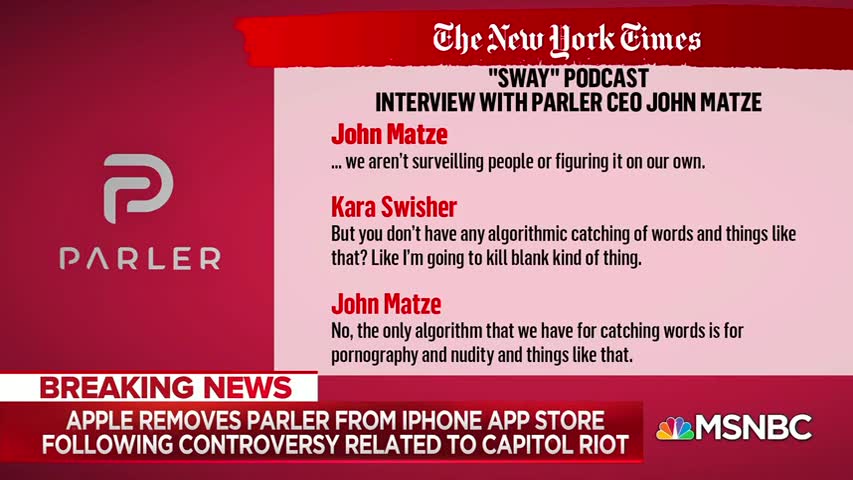 The New York Times
"SWAY" PODCAST
INTERVIEW WITH PARLER CEO JOHN MATZE
John Matze
... we aren't surveilling people or figuring it on our own.
Kara Swisher
But you don't have any algorithmic catching of words and things like
that? Like I'm going to kill blank kind of thing.
John Matze
No, the only algorithm that we have for catching words is for
pornography and nudity and things like that.
PARLER
BREAKING NEWS
APPLE REMOVES PARLER FROM IPHONE APP STORE
FOLLOWING CONTROVERSY RELATED TO CAPITOL RIOT
MSNBC